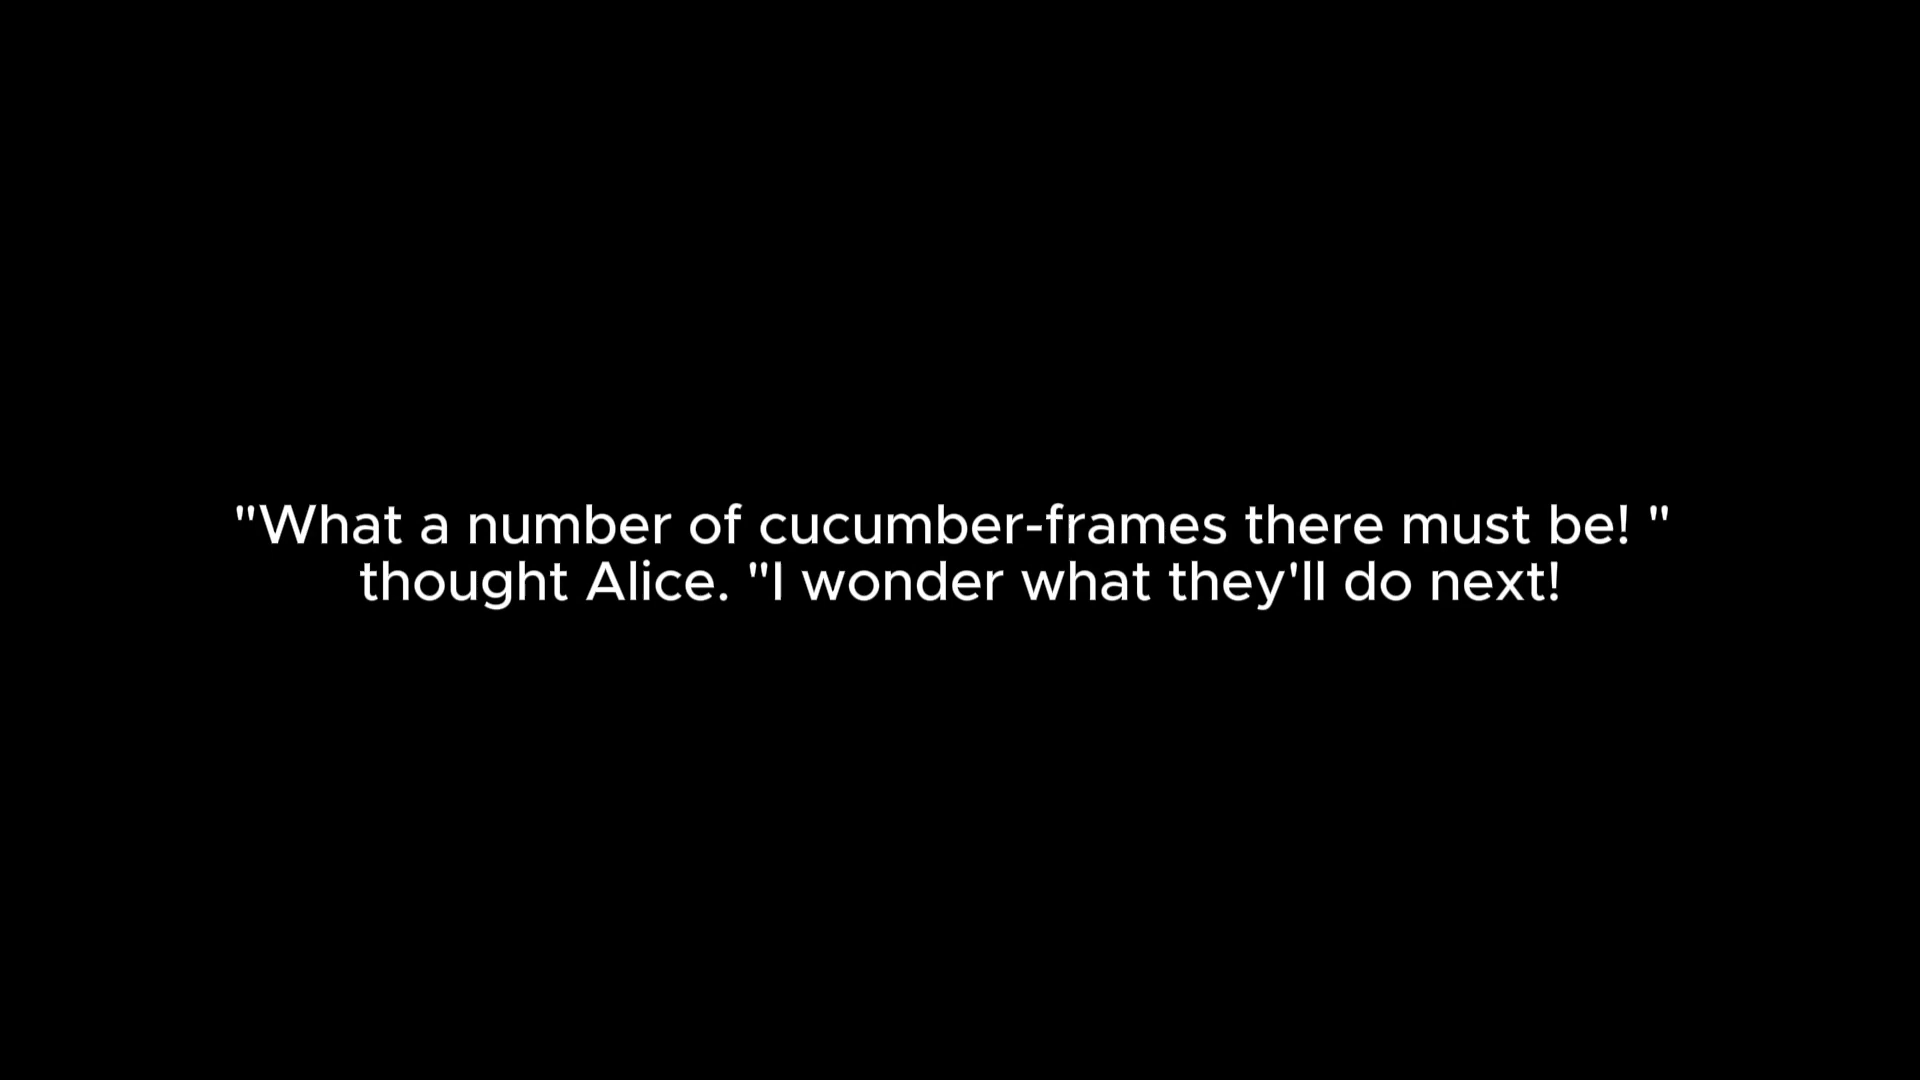 "What a number of cucumber-frames there must be! "
thought Alice. "I wonder what they'll do next!